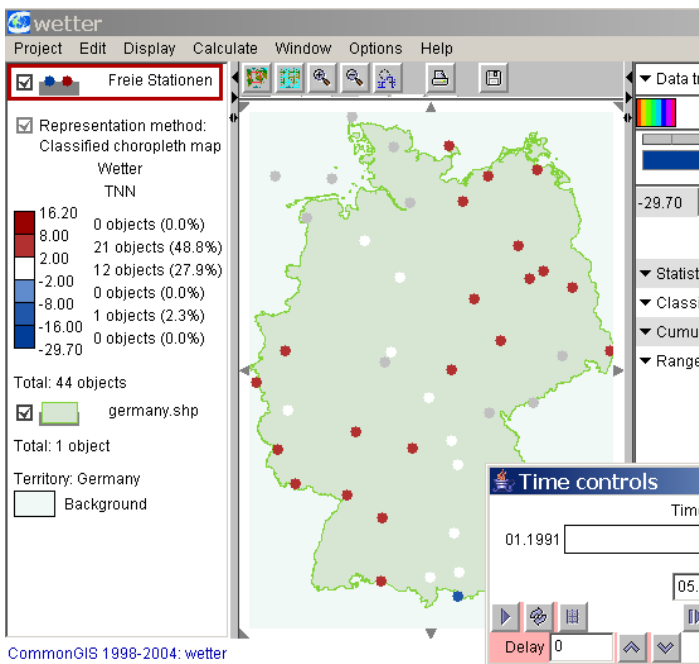 wetter
Project Edit Display Calculate Window Options Help
Freie Stationen
Representation method:
Classified choropleth map
Wetter
TNN
16.20
0 objects (0.0%)
8.00
21 objects (48.8%)
2.00
12 objects (27.9%)
-2.00
0 objects (0.0%)
-8.00
1 objects (2.3%)
-16.00
0 objects (0.0%)
-29.70
Total: 44 objects
germany.shp
Total: 1 object
Territory: Germany
Background
CommonGIS 1998-2004: wetter
Data tr
-29.70
Statist
Classi
Cumu
Range
Time controls
Time
01.1991
05.
Delay 0